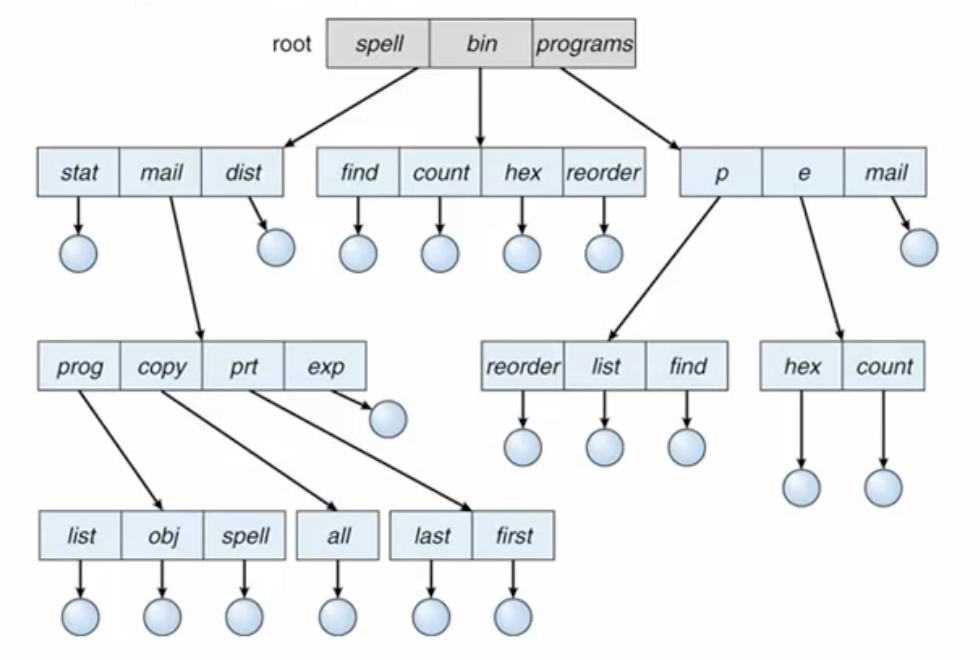 root spell bin programs
stat mail dist find count hex reorder p e mail
prog copy prt exp reorder list find hex count
list obj spell all last first